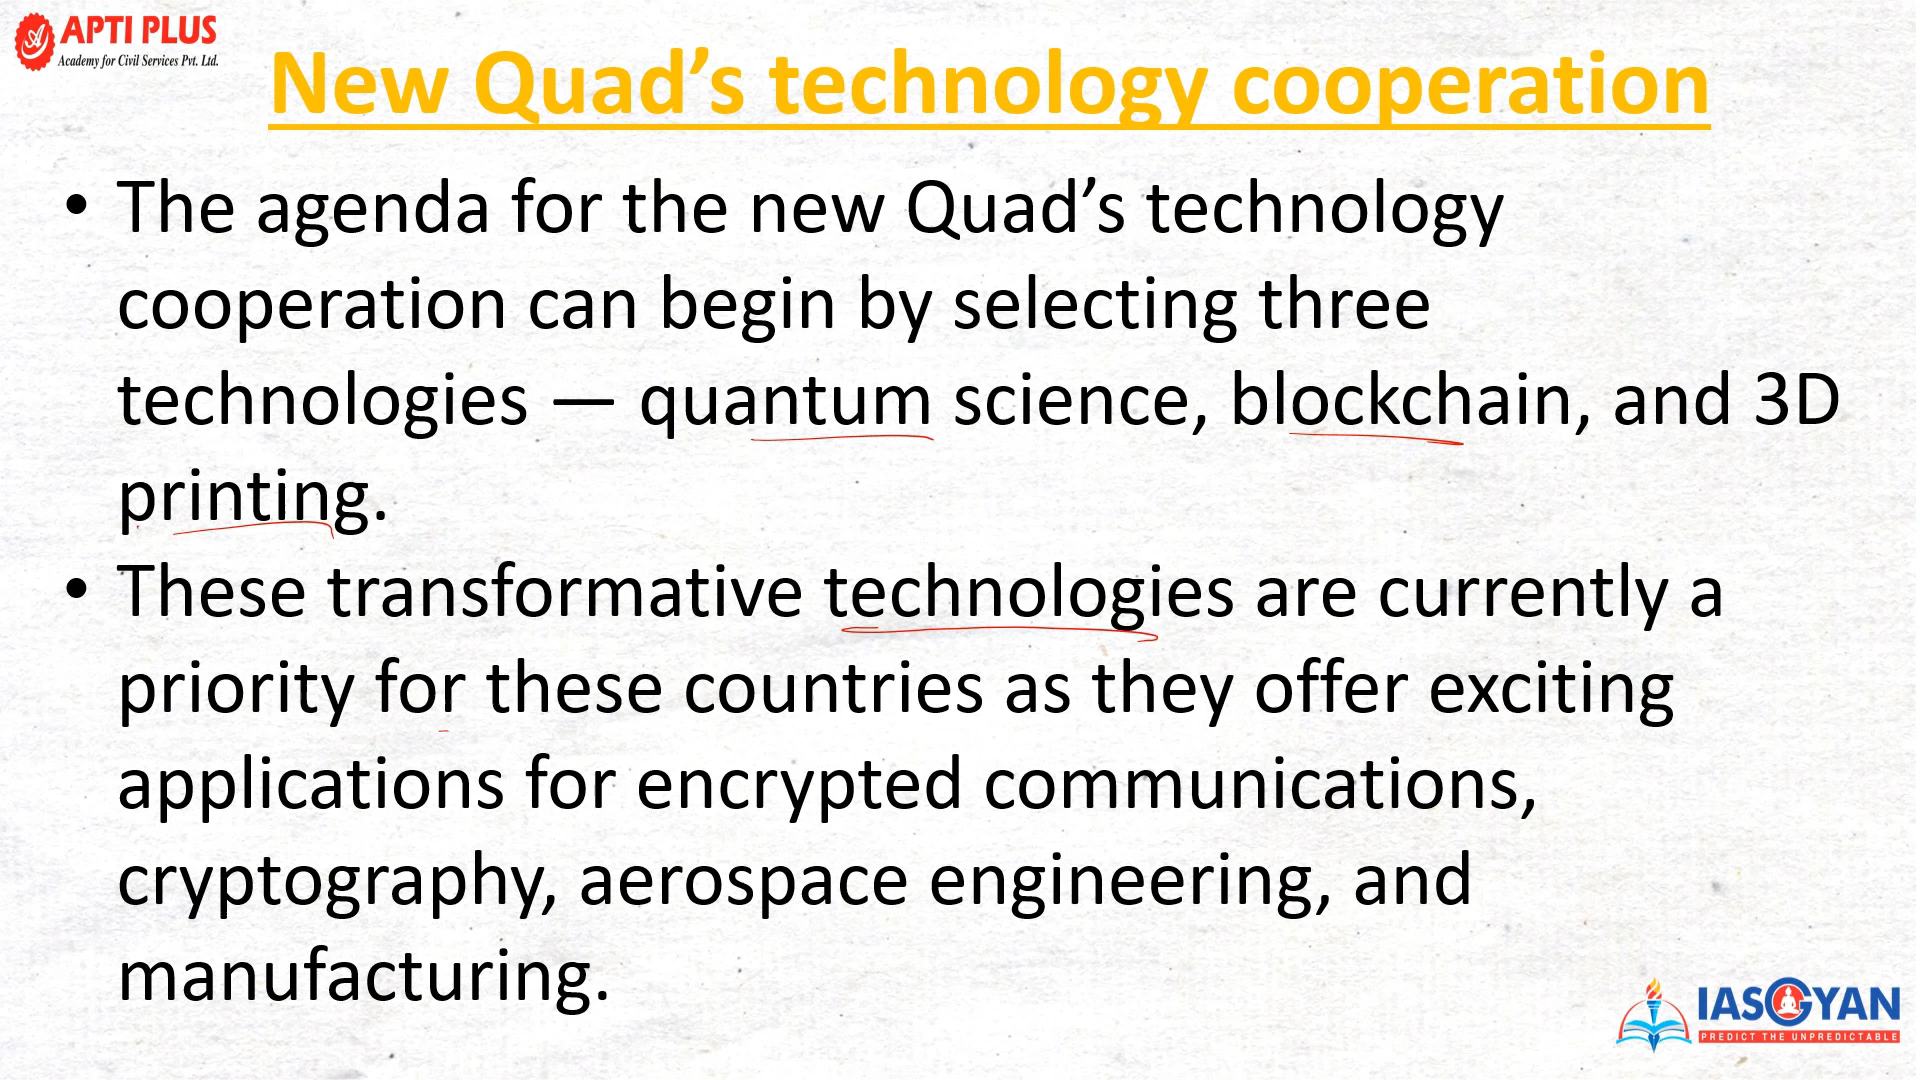 APTI PLUS
Academy for Civil Services Pvt. Ltd.
New Quad’s technology cooperation
• The agenda for the new Quad’s technology
cooperation can begin by selecting three
technologies — quantum science, blockchain, and 3D
printing.
• These transformative technologies are currently a
priority for these countries as they offer exciting
applications for encrypted communications,
cryptography, aerospace engineering, and
manufacturing.
IASGYAN
PREDICT THE UNPREDICTABLE